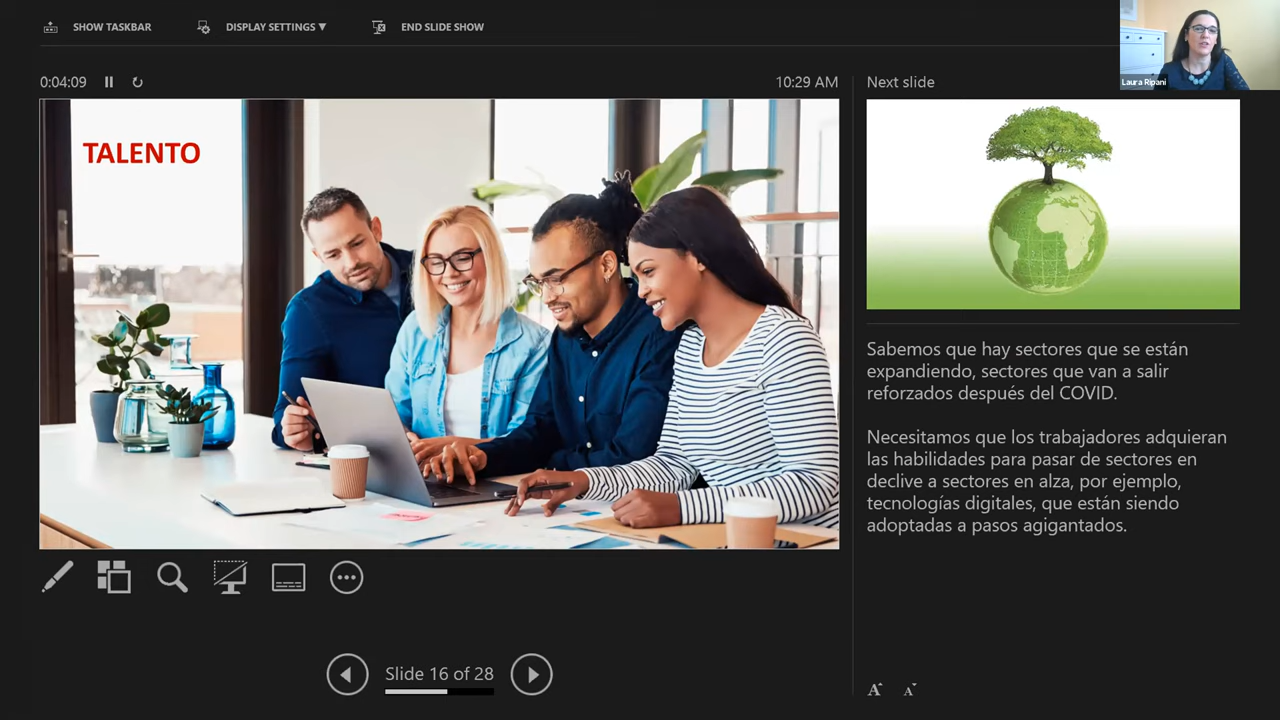 SHOW TASKBAR
DISPLAY SETTINGS ▼
END SLIDE SHOW
Laura Ripani
0:04:09
10:29 AM
Next slide
TALENTO
Sabemos que hay sectores que se están
expandiendo, sectores que van a salir
reforzados después del COVID.
Necesitamos que los trabajadores adquieran
las habilidades para pasar de sectores en
declive a sectores en alza, por ejemplo,
tecnologías digitales, que están siendo
adoptadas a pasos agigantados.
Slide 16 of 28
A A